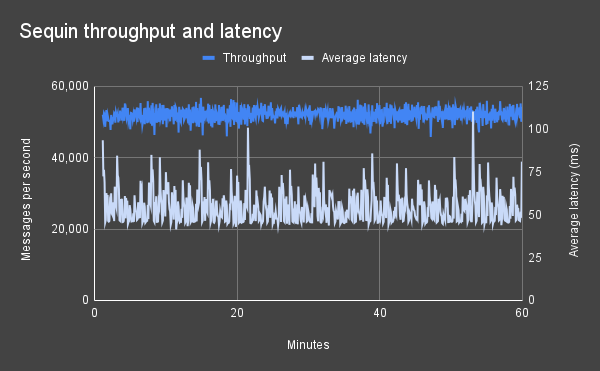 Sequin throughput and latency
Throughput
Average latency
60,000
40,000
20,000
0
Messages per second
125
100
75
50
25
0
Average latency (ms)
0
20
40
60
Minutes